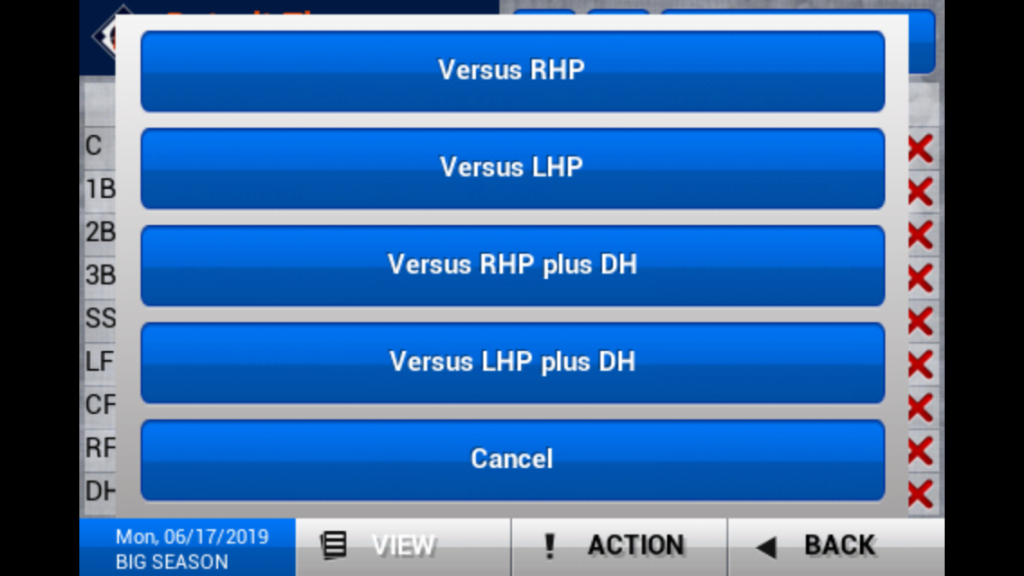 Versus RHP
Versus LHP
Versus RHP plus DH
Versus LHP plus DH
Cancel
C
1B
2B
3B
SS
LF
CF
RF
DH
Mon, 06/17/2019
BIG SEASON
VIEW
! ACTION
BACK